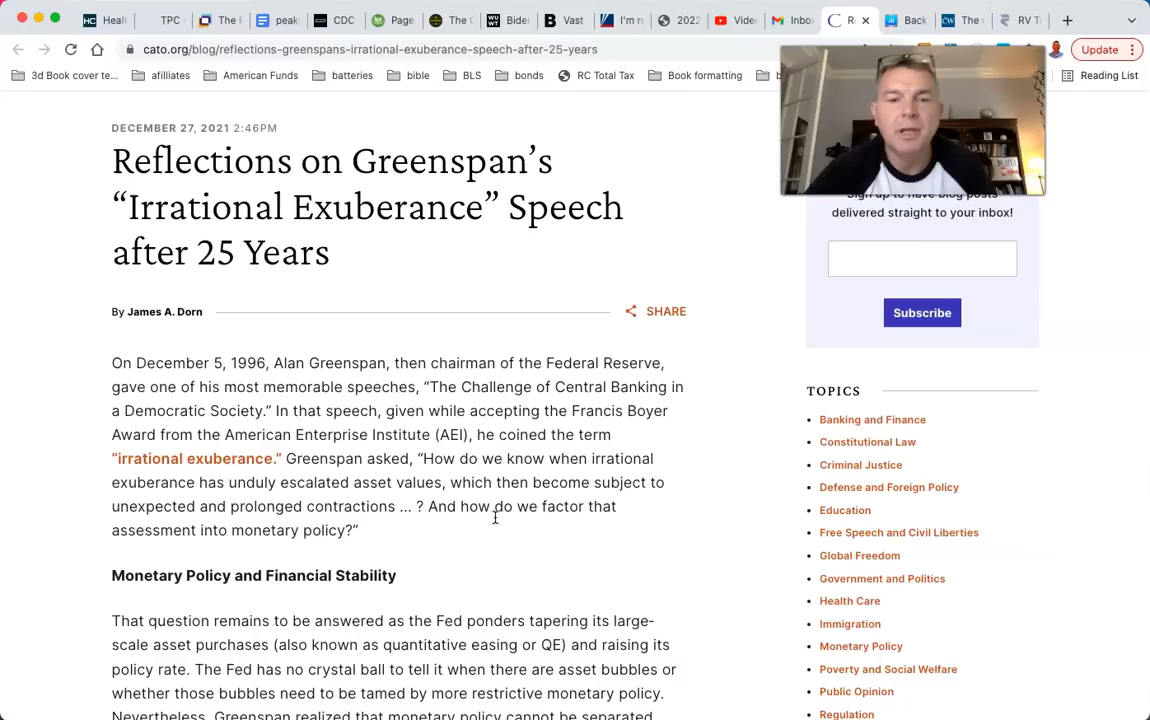 Healt
TPC -
The F
peak
CDC
Page
The C
Bider
Vast
I'm ro
2022
Vide
Inbo
Re
Back
The
RV Ti
cato.org/blog/reflections-greenspans-irrational-exuberance-speech-after-25-years
Update
3d Book cover te...
afiliates
American Funds
batteries
bible
BLS
bonds
RC Total Tax
Book formatting
b
Reading List
DECEMBER 27, 2021 2:46PM
Reflections on Greenspan’s
“Irrational Exuberance” Speech
after 25 Years
By James A. Dorn
SHARE
On December 5, 1996, Alan Greenspan, then chairman of the Federal Reserve,
gave one of his most memorable speeches, “The Challenge of Central Banking in
a Democratic Society.” In that speech, given while accepting the Francis Boyer
Award from the American Enterprise Institute (AEI), he coined the term
“irrational exuberance.” Greenspan asked, “How do we know when irrational
exuberance has unduly escalated asset values, which then become subject to
unexpected and prolonged contractions … ? And how do we factor that
assessment into monetary policy?”
Monetary Policy and Financial Stability
That question remains to be answered as the Fed ponders tapering its large-
scale asset purchases (also known as quantitative easing or QE) and raising its
policy rate. The Fed has no crystal ball to tell it when there are asset bubbles or
whether those bubbles need to be tamed by more restrictive monetary policy.
Nevertheless, Greenspan realized that monetary policy cannot be separated
Sign up to have blog posts
delivered straight to your inbox!
Subscribe
TOPICS
Banking and Finance
Constitutional Law
Criminal Justice
Defense and Foreign Policy
Education
Free Speech and Civil Liberties
Global Freedom
Government and Politics
Health Care
Immigration
Monetary Policy
Poverty and Social Welfare
Public Opinion
Regulation